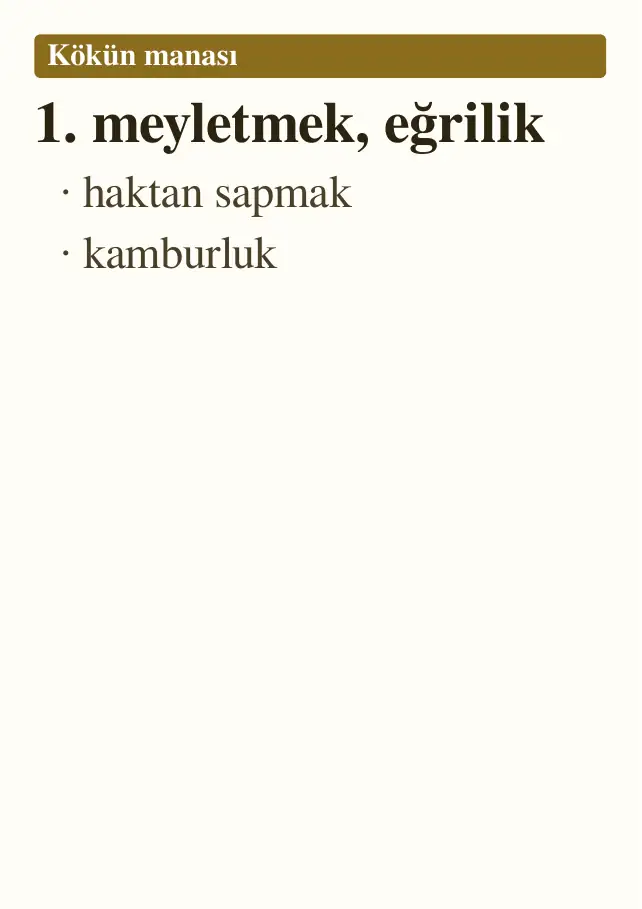 Kökün manası
1. meyletmek, eğrilik
· haktan sapmak
· kamburluk